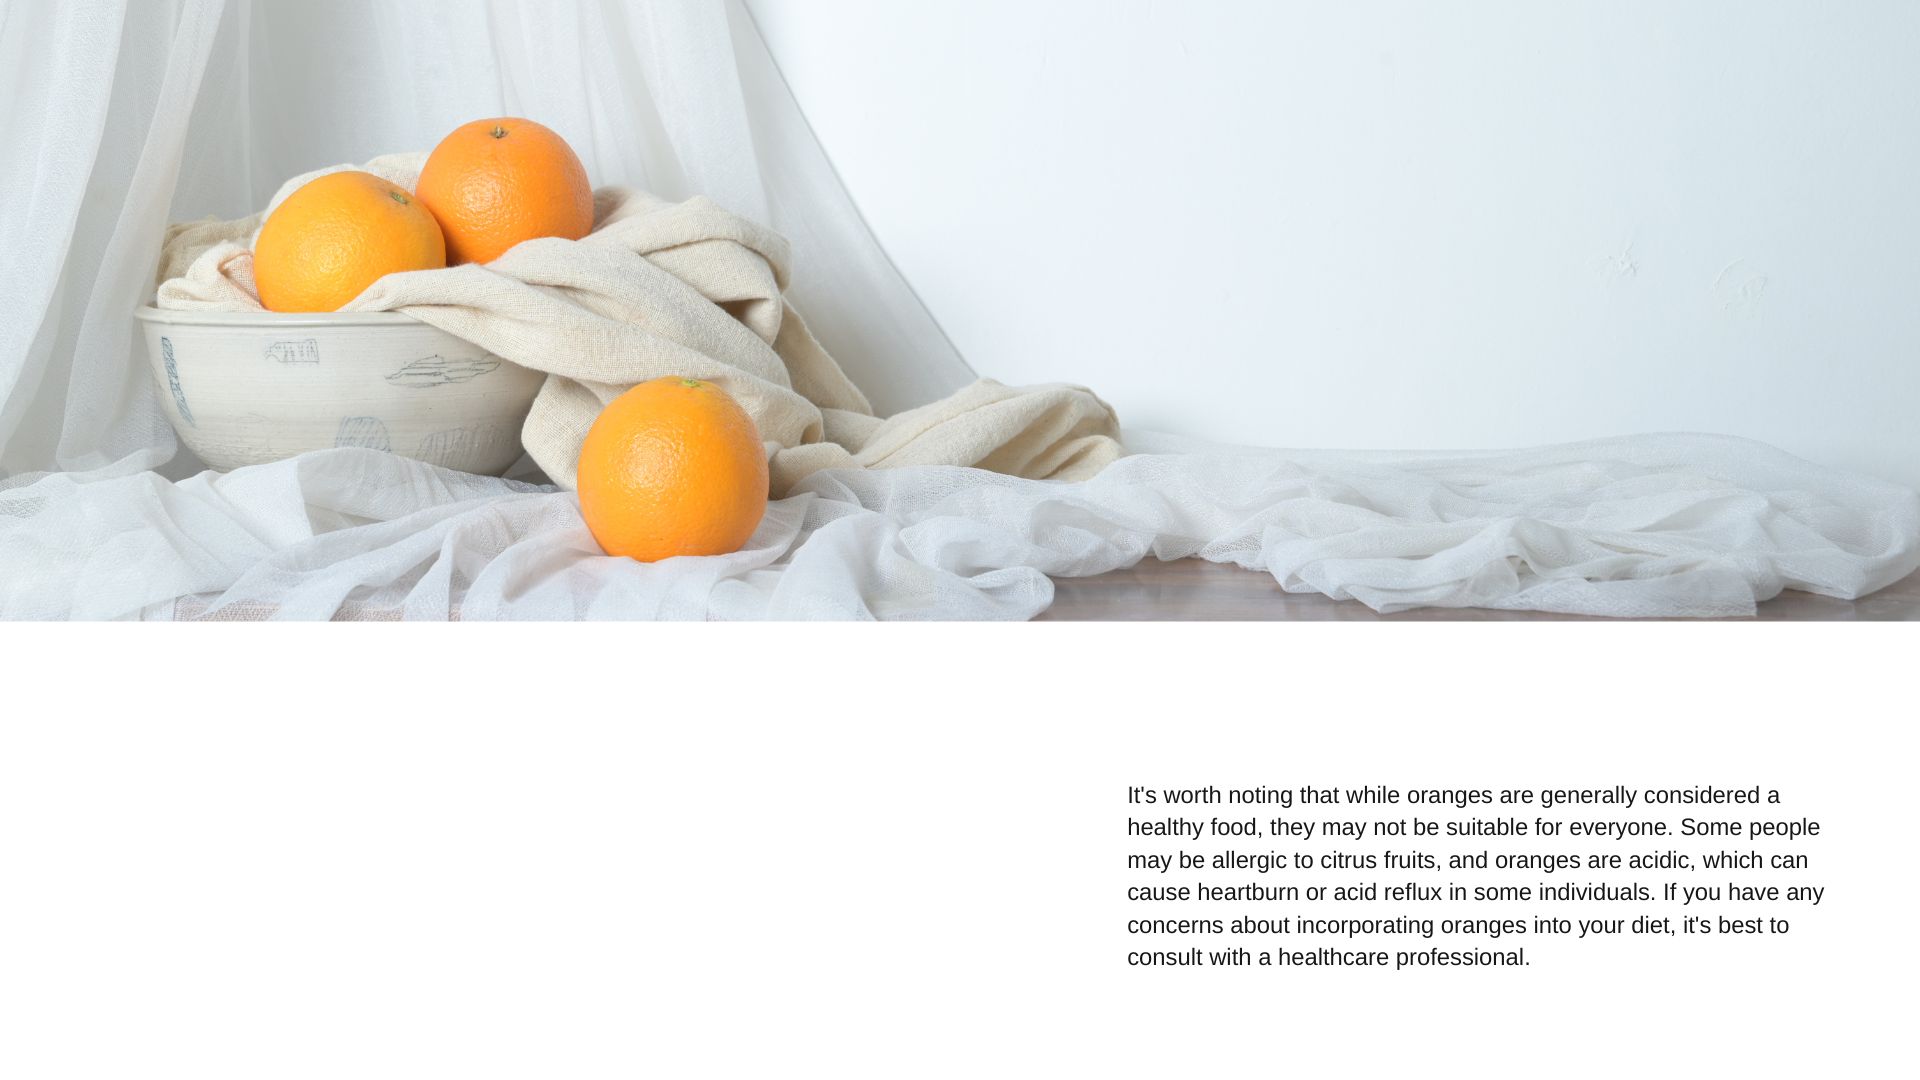 It's worth noting that while oranges are generally considered a
healthy food, they may not be suitable for everyone. Some people
may be allergic to citrus fruits, and oranges are acidic, which can
cause heartburn or acid reflux in some individuals. If you have any
concerns about incorporating oranges into your diet, it's best to
consult with a healthcare professional.